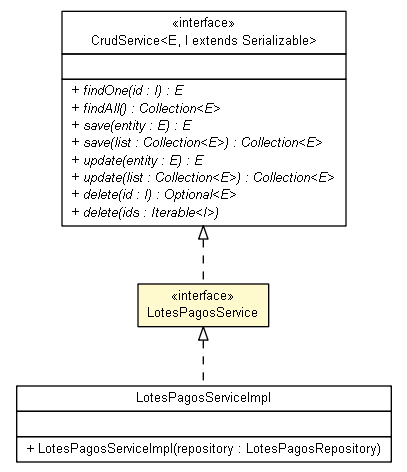 «interface»
CrudService<E, I extends Serializable>
+ findOne(id : I) : E
+ findAll() : Collection<E>
+ save(entity : E) : E
+ save(list : Collection<E>) : Collection<E>
+ update(entity : E) : E
+ update(list : Collection<E>) : Collection<E>
+ delete(id : I) : Optional<E>
+ delete(ids : Iterable<I>)
«interface»
LotesPagosService
LotesPagosServiceImpl
+ LotesPagosServiceImpl(repository : LotesPagosRepository)